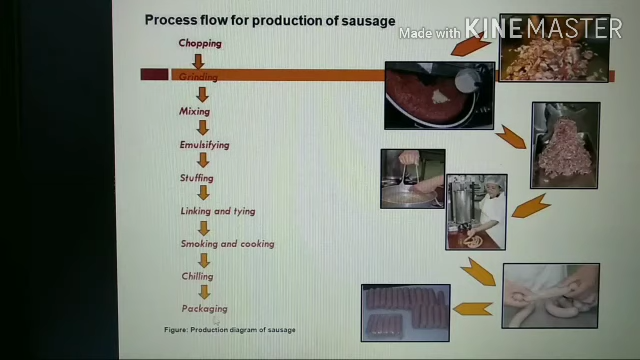 Process flow for production of sausage
Made with KINEMASTER
Chopping
Grinding
Mixing
Emulsifying
Stuffing
Linking and tying
Smoking and cooking
Chilling
Packaging
Figure: Production diagram of sausage